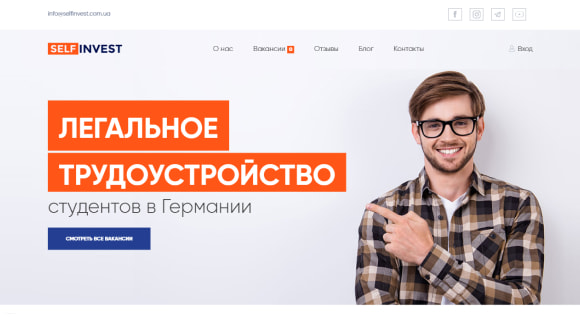 info@selfinvest.com.ua
SELF INVEST
О нас
Вакансии
Отзывы
Блог
Контакты
Вход
ЛЕГАЛЬНОЕ
ТРУДОУСТРОЙСТВО
студентов в Германии
СМОТРЕТЬ ВСЕ ВАКАНСИИ